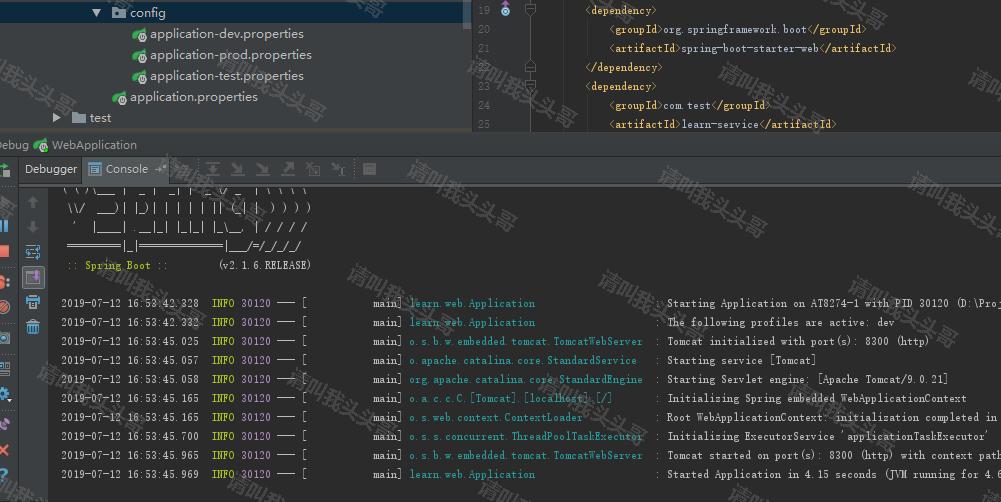 config
application-dev.properties
application-prod.properties
application-test.properties
application.properties
test
19 <dependency>
20 <groupId>org.springframework.boot</groupId>
21 <artifactId>spring-boot-starter-web</artifactId>
22 </dependency>
23 <dependency>
24 <groupId>com.test</groupId>
25 <artifactId>learn-service</artifactId>
Debug WebApplication
Debugger Console
:: Spring Boot :: (v2.1.6.RELEASE)
2019-07-12 16:53:42.328 INFO 30120 --- [ main] learn.web.Application : Starting Application on AT8274-1 with PID 30120 (D:\Proj
2019-07-12 16:53:42.332 INFO 30120 --- [ main] learn.web.Application : The following profiles are active: dev
2019-07-12 16:53:45.025 INFO 30120 --- [ main] o.s.b.w.embedded.tomcat.TomcatWebServer : Tomcat initialized with port(s): 8300 (http)
2019-07-12 16:53:45.057 INFO 30120 --- [ main] o.apache.catalina.core.StandardService : Starting service [Tomcat]
2019-07-12 16:53:45.058 INFO 30120 --- [ main] org.apache.catalina.core.StandardEngine : Starting Servlet engine: [Apache Tomcat/9.0.21]
2019-07-12 16:53:45.165 INFO 30120 --- [ main] o.a.c.c.C.[Tomcat].[localhost].[/] : Initializing Spring embedded WebApplicationContext
2019-07-12 16:53:45.165 INFO 30120 --- [ main] o.s.web.context.ContextLoader : Root WebApplicationContext: initialization completed in
2019-07-12 16:53:45.700 INFO 30120 --- [ main] o.s.s.concurrent.ThreadPoolTaskExecutor : Initializing ExecutorService 'applicationTaskExecutor'
2019-07-12 16:53:45.965 INFO 30120 --- [ main] o.s.b.w.embedded.tomcat.TomcatWebServer : Tomcat started on port(s): 8300 (http) with context path
2019-07-12 16:53:45.969 INFO 30120 --- [ main] learn.web.Application : Started Application in 4.15 seconds (JVM running for 4.6
请叫我头头哥